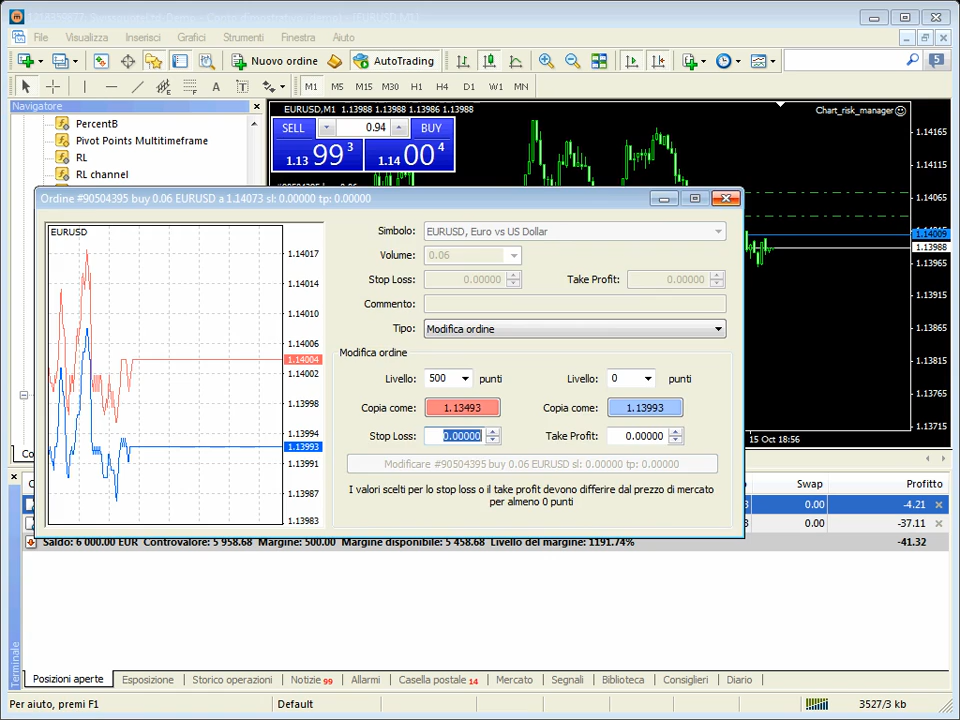 [EURUSD,M1]
File Visualizza Inserisci Grafici Strumenti Finestra Aiuto
Nuovo ordine AutoTrading 5
A T M1 M5 M15 M30 H1 H4 D1 W1 MN
Navigatore
PercentB
Pivot Points Multitimeframe
RL
RL channel
EURUSD,M1 1.13988 1.13988 1.13986 1.13988
Chart_risk_manager
SELL 0.94 BUY
1.13 99 3 1.14 00 4
1.14165
1.14115
1.14065
1.14009
1.13988
1.13965
1.13915
1.13865
1.13815
1.13765
1.13715
15 Oct 18:56
Ordine #90504395 buy 0.06 EURUSD a 1.14073 sl: 0.00000 tp: 0.00000
EURUSD
1.14017
1.14014
1.14010
1.14006
1.14004
1.14002
1.13998
1.13993
1.13991
1.13987
1.13983
Simbolo: EURUSD, Euro vs US Dollar
Volume: 0.06
Stop Loss: 0.00000 Take Profit: 0.00000
Commento:
Tipo: Modifica ordine
Modifica ordine
Livello: 500 punti Livello: 0 punti
Copia come: 1.13493 Copia come: 1.13993
Stop Loss: 0.00000 Take Profit: 0.00000
Modificare #90504395 buy 0.06 EURUSD sl: 0.00000 tp: 0.00000
I valori scelti per lo stop loss o il take profit devono differire dal prezzo di mercato
per almeno 0 punti
Co
Swap Profitto
0.00 -4.21
0.00 -37.11
Saldo: 6 000.00 EUR Controvalore: 5 958.68 Margine: 500.00 Margine disponibile: 5 458.68 Livello del margine: 1191.74% -41.32
Terminale
Posizioni aperte Esposizione Storico operazioni Notizie 99 Allarmi Casella postale 14 Mercato Segnali Biblioteca Consiglieri Diario
Per aiuto, premi F1 Default 3527/3 kb